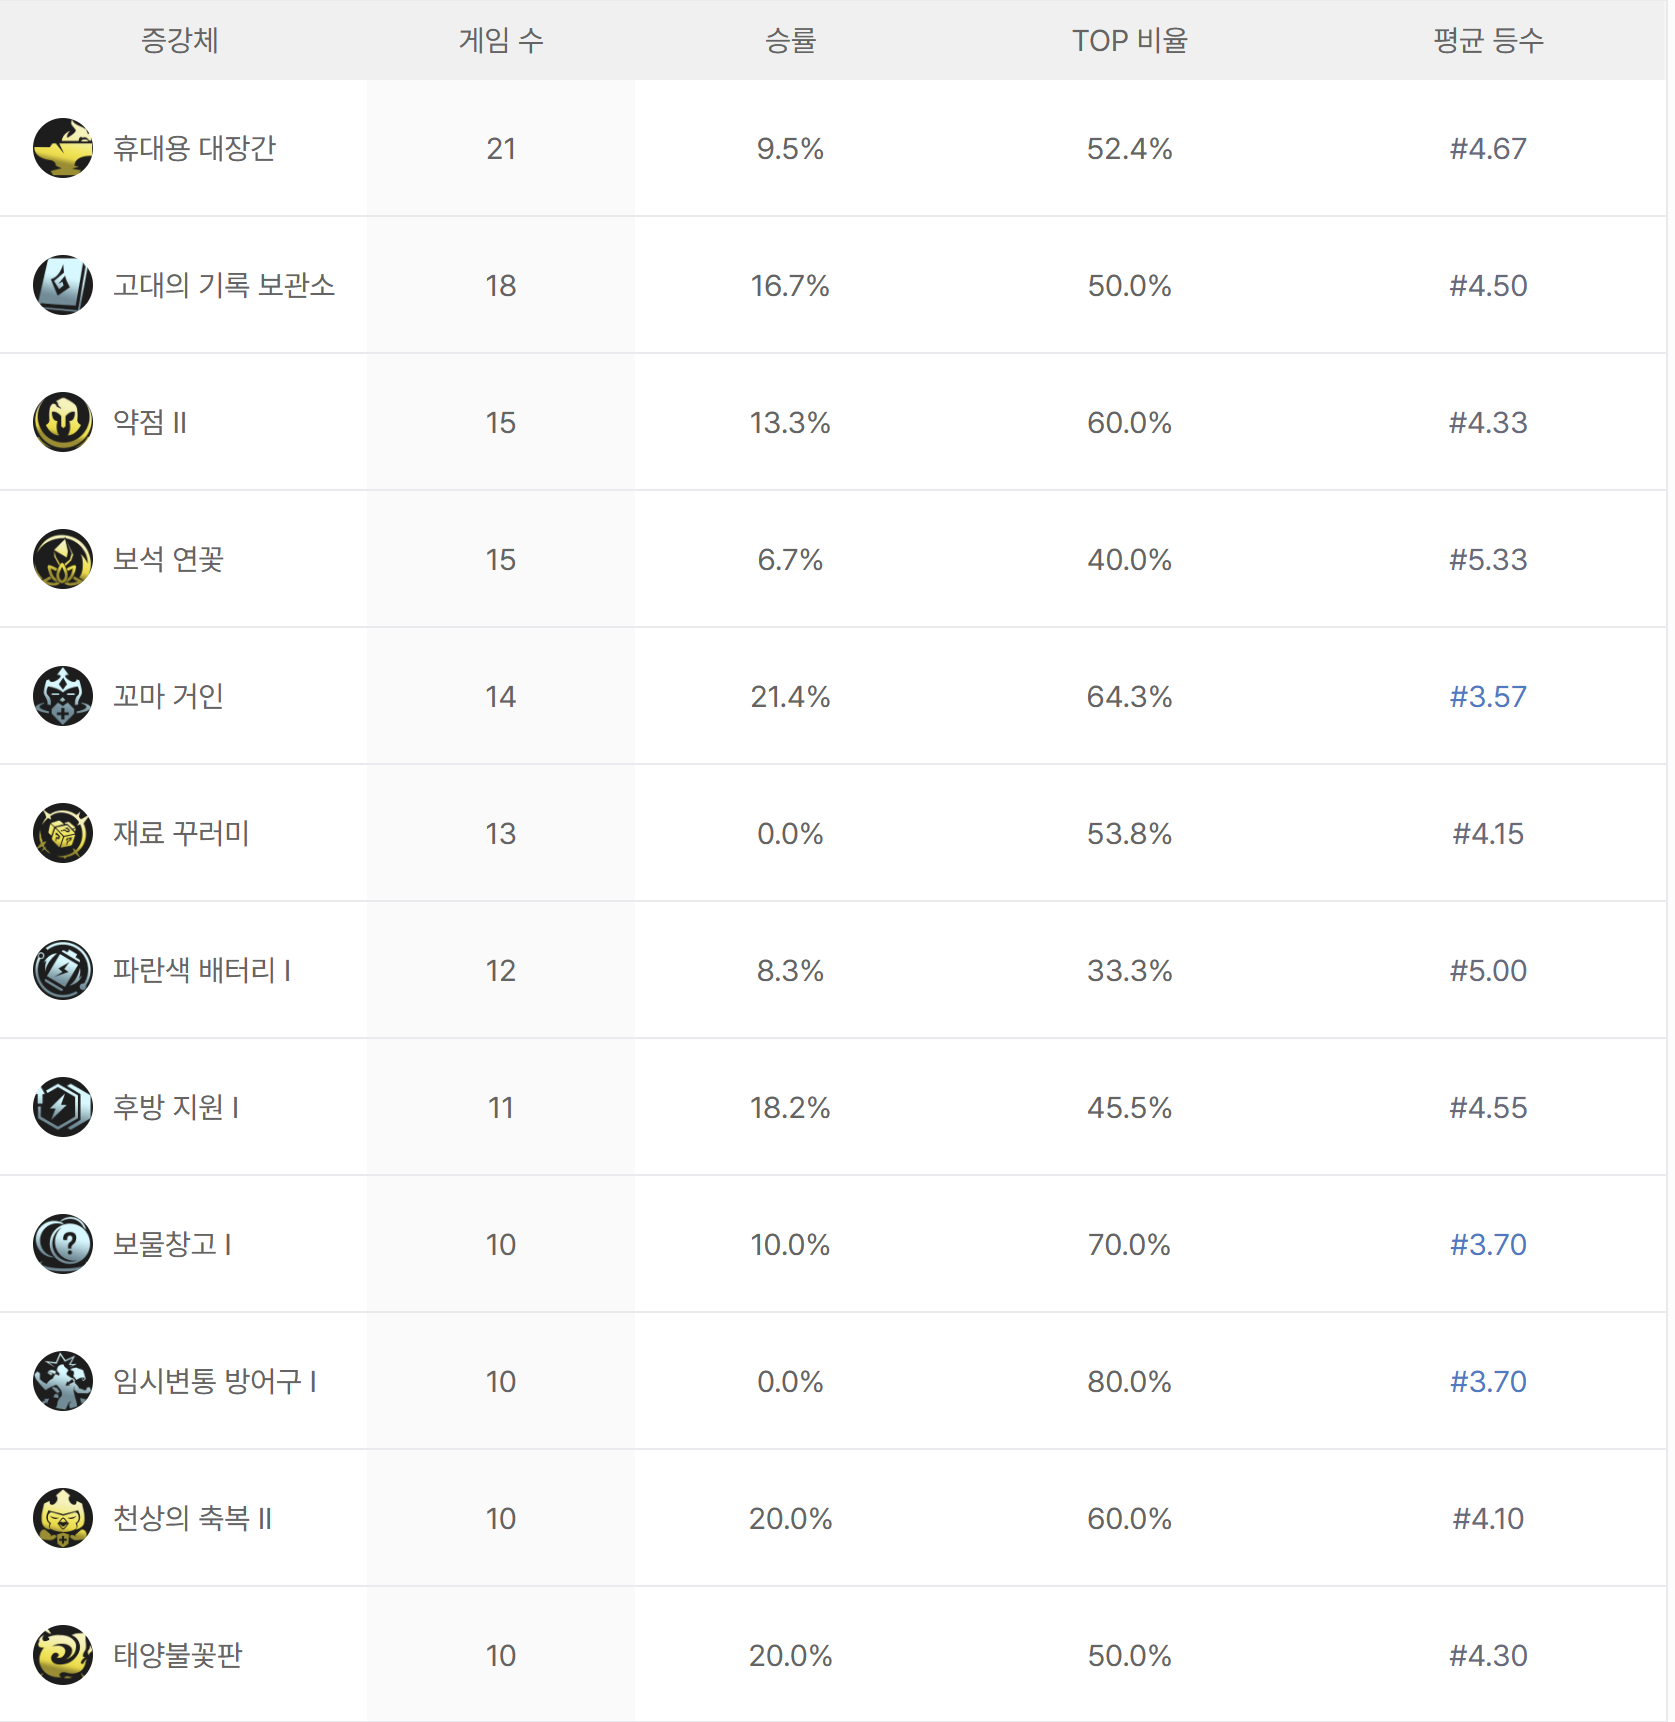 증강체 게임 수 승률 TOP 비율 평균 등수
휴대용 대장간 21 9.5% 52.4% #4.67
고대의 기록 보관소 18 16.7% 50.0% #4.50
약점 II 15 13.3% 60.0% #4.33
보석 연꽃 15 6.7% 40.0% #5.33
꼬마 거인 14 21.4% 64.3% #3.57
재료 꾸러미 13 0.0% 53.8% #4.15
파란색 배터리 I 12 8.3% 33.3% #5.00
후방 지원 I 11 18.2% 45.5% #4.55
보물창고 I 10 10.0% 70.0% #3.70
임시변통 방어구 I 10 0.0% 80.0% #3.70
천상의 축복 II 10 20.0% 60.0% #4.10
태양불꽃판 10 20.0% 50.0% #4.30